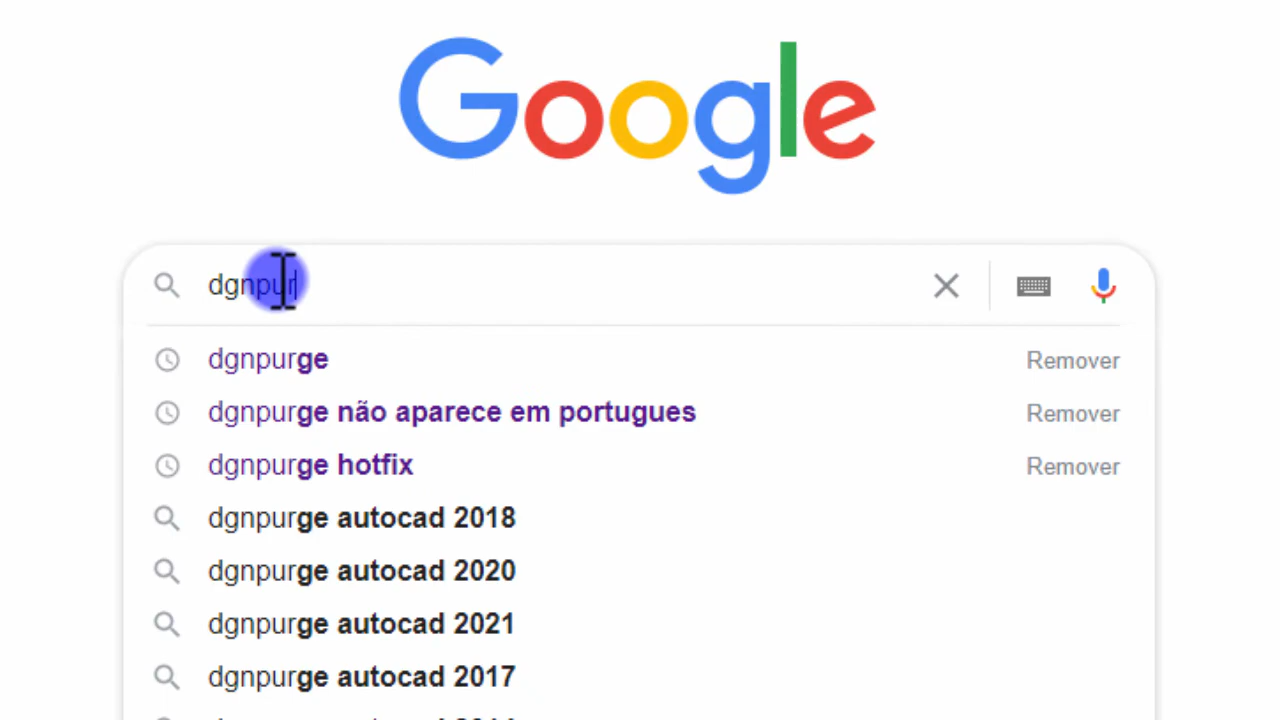 Google
dgnpur
dgnpurge Remover
dgnpurge não aparece em portugues Remover
dgnpurge hotfix Remover
dgnpurge autocad 2018
dgnpurge autocad 2020
dgnpurge autocad 2021
dgnpurge autocad 2017